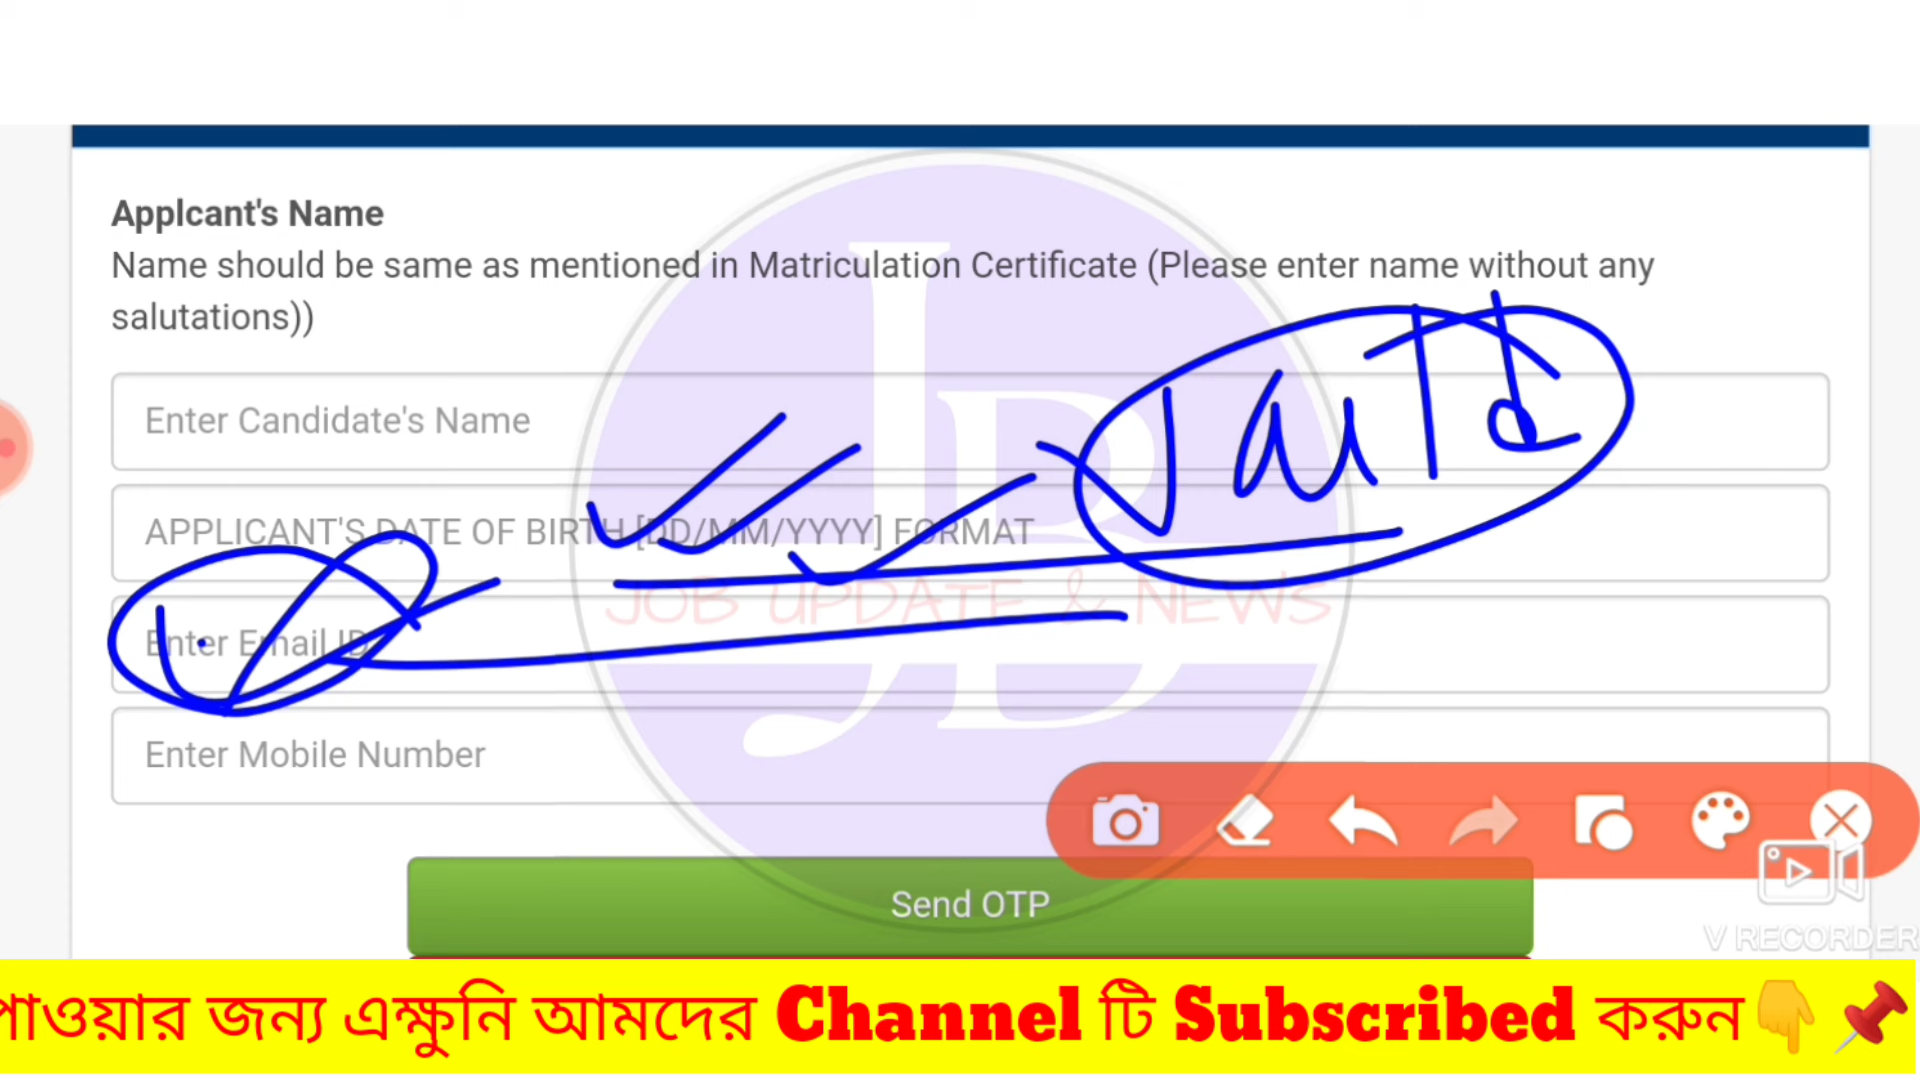 Applcant's Name
Name should be same as mentioned in Matriculation Certificate (Please enter name without any
salutations))
Enter Candidate's Name
APPLICANT'S DATE OF BIRTH [DD/MM/YYYY] FORMAT
JOB UPDATE & NEWS
Enter Email ID
Enter Mobile Number
Send OTP
V RECORDER
পাওয়ার জন্য এক্ষুনি আমদের Channel টি Subscribed করুন👇📌